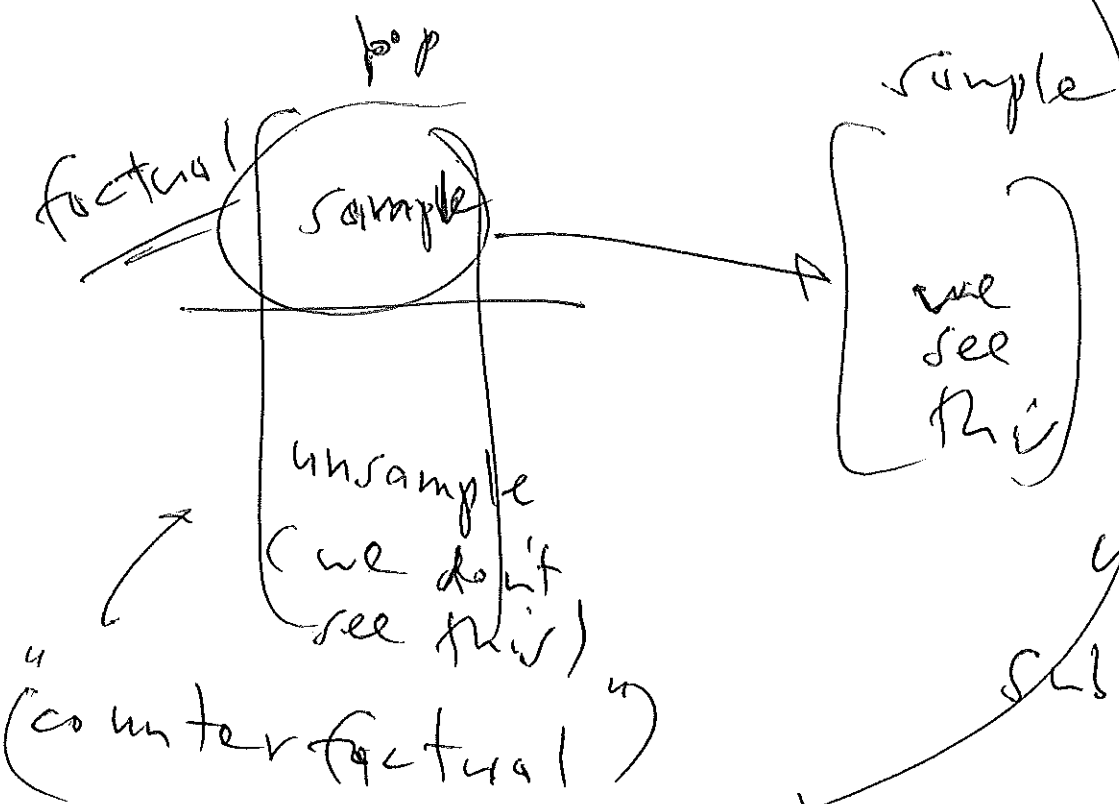 pop
factual
sample
unsample
(we don't
see this)
("counterfactual")
sample
we
see
this